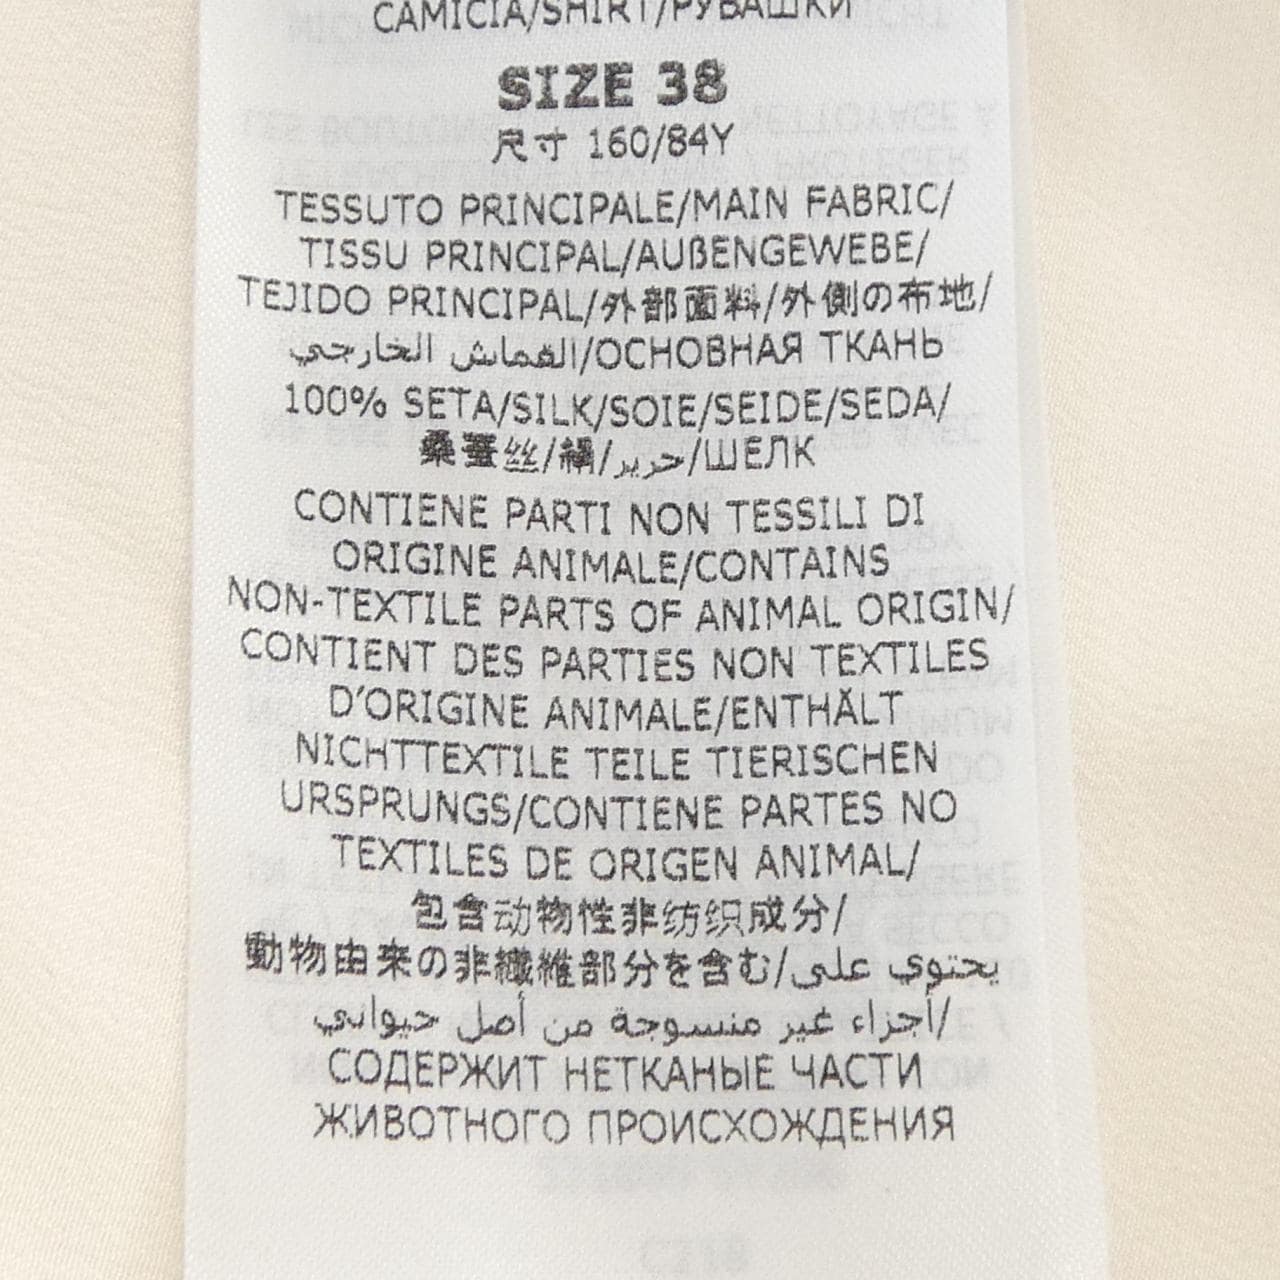 CAMICIA/SHIRT/РУБАШКИ
SIZE 38
尺寸 160/84Y
TESSUTO PRINCIPALE/MAIN FABRIC/
TISSU PRINCIPAL/AUßENGEWEBE/
TEJIDO PRINCIPAL/外部面料/外側の布地/
القماش الخارجي/ОСНОВНАЯ ТКАНЬ
100% SETA/SILK/SOIE/SEIDE/SEDA/
桑蚕丝/絹/حرير/ШЕЛК
CONTIENE PARTI NON TESSILI DI
ORIGINE ANIMALE/CONTAINS
NON-TEXTILE PARTS OF ANIMAL ORIGIN/
CONTIENT DES PARTIES NON TEXTILES
D'ORIGINE ANIMALE/ENTHÄLT
NICHTTEXTILE TEILE TIERISCHEN
URSPRUNGS/CONTIENE PARTES NO
TEXTILES DE ORIGEN ANIMAL/
包含动物性非纺织成分/
動物由来の非繊維部分を含む/يحتوي على
أجزاء غير منسوجة من أصل حيواني/
СОДЕРЖИТ НЕТКАНЫЕ ЧАСТИ
ЖИВОТНОГО ПРОИСХОЖДЕНИЯ